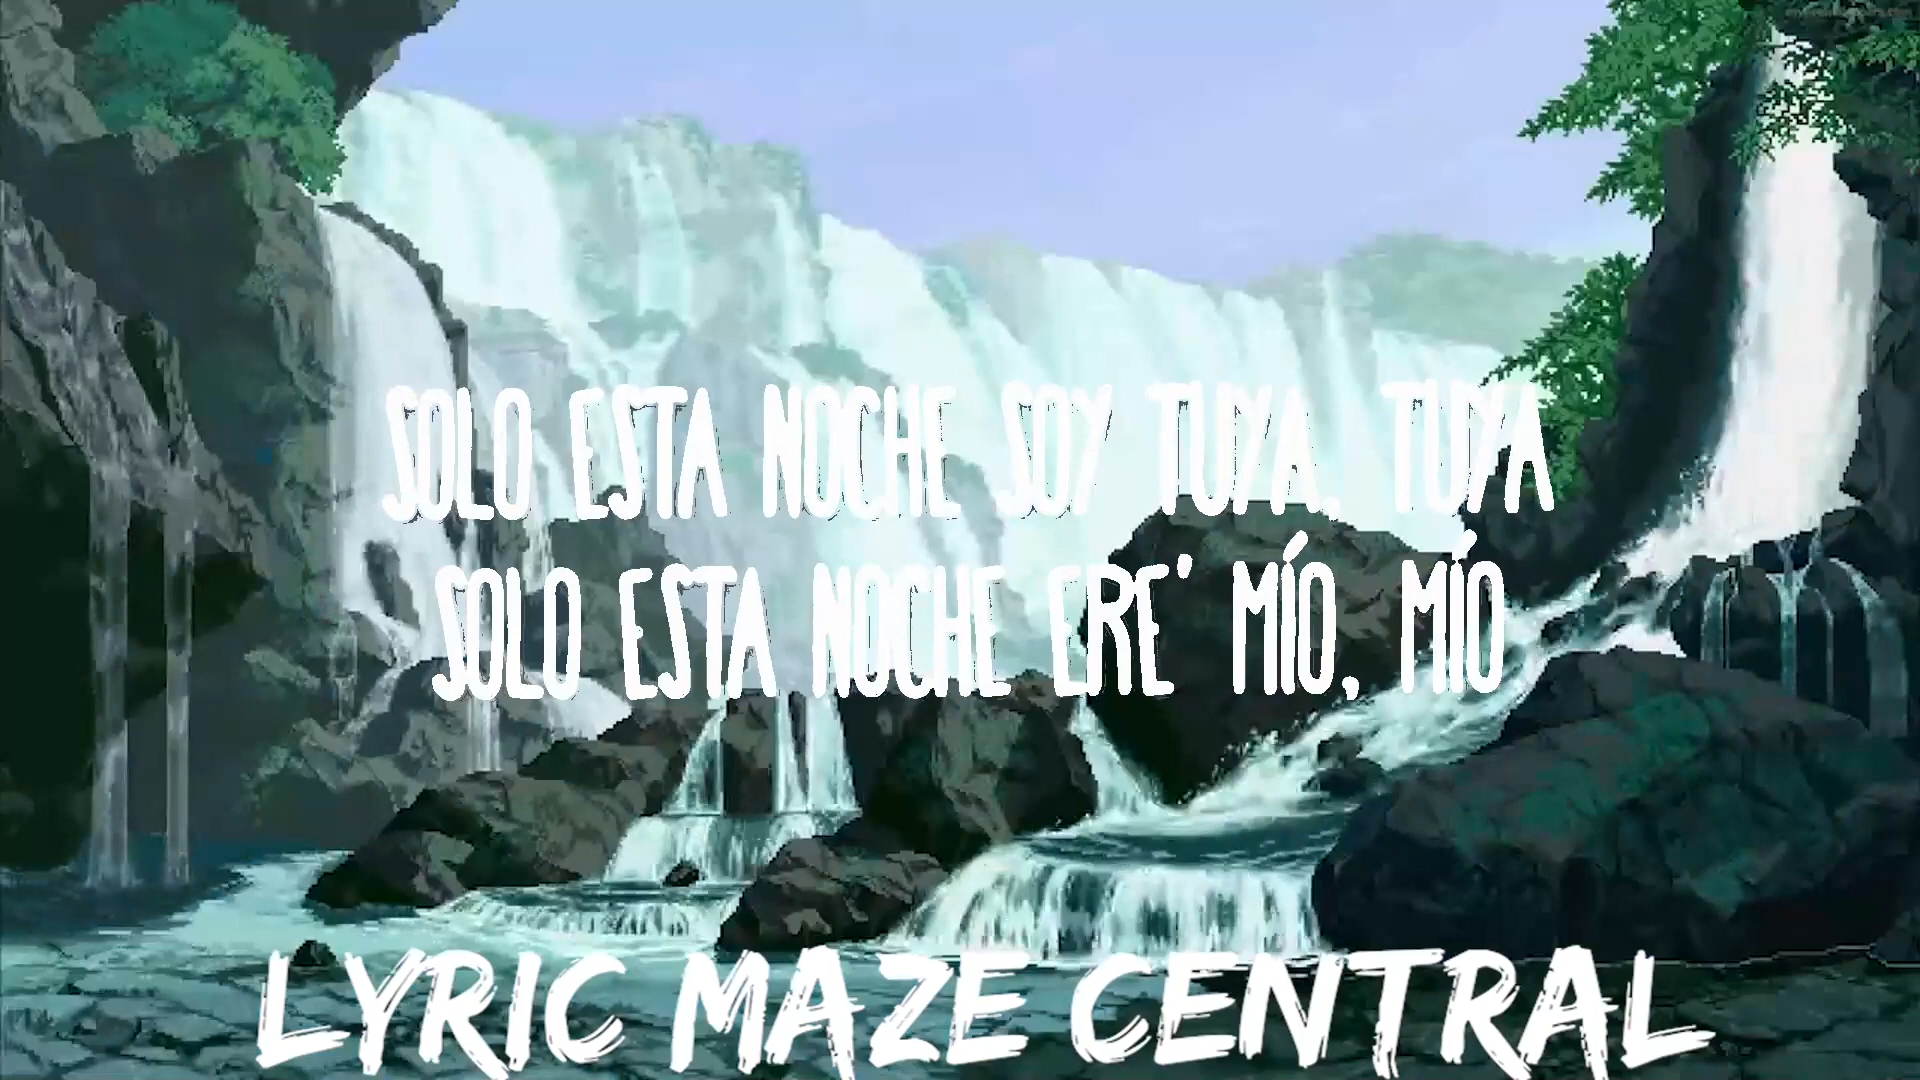 SOLO ESTA NOCHE SOY TUYA, TUYA
SOLO ESTA NOCHE ERE' MÍO, MÍO
LYRIC MAZE CENTRAL